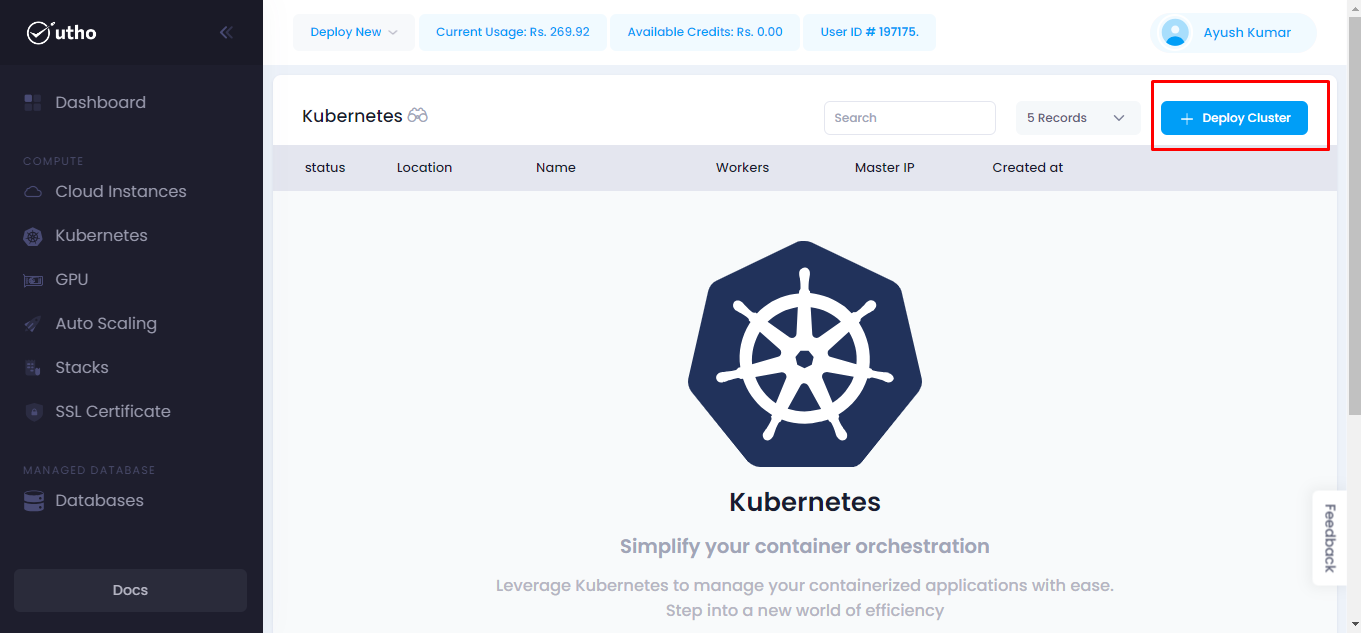 utho
Deploy New
Current Usage: Rs. 269.92
Available Credits: Rs. 0.00
User ID # 197175.
Ayush Kumar
Dashboard
COMPUTE
Cloud Instances
Kubernetes
GPU
Auto Scaling
Stacks
SSL Certificate
MANAGED DATABASE
Databases
Docs
Kubernetes
Search
5 Records
Deploy Cluster
status Location Name Workers Master IP Created at
Kubernetes
Simplify your container orchestration
Leverage Kubernetes to manage your containerized applications with ease.
Step into a new world of efficiency
Feedback